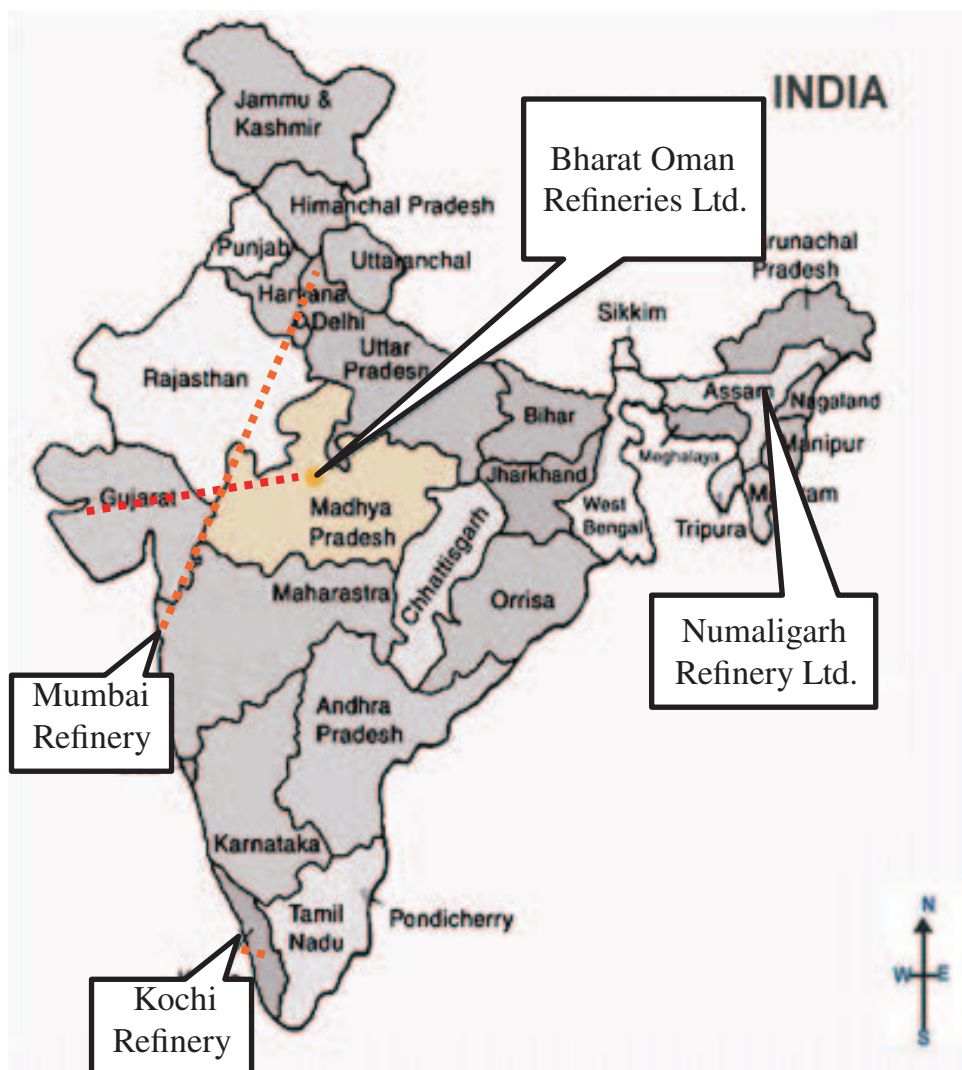 INDIA
Jammu &
Kashmir
Bharat Oman
Refineries Ltd.
Himanchal Pradesh
Punjab
Uttaranchal
Pradesh
Haryana
Delhi
Sikkim
Uttar
Pradesh
Rajasthan
Assam
Nagaland
Bihar
Manipur
Meghalaya
Jharkhand
Gujarat
West
Bengal
Tripura
Madhya
Pradesh
Chhattisgarh
Maharastra
Orrisa
Numaligarh
Refinery Ltd.
Mumbai
Refinery
Andhra
Pradesh
Karnataka
Tamil
Nadu
Pondicherry
N
W
E
S
Kochi
Refinery